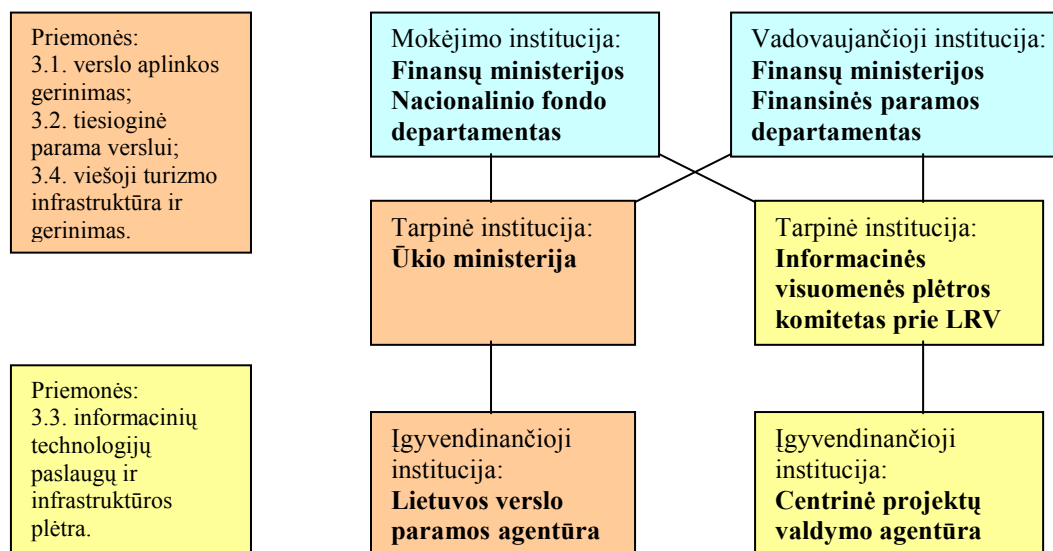 Priemonės:
3.1. verslo aplinkos
gerinimas;
3.2. tiesioginė
parama verslui;
3.4. viešoji turizmo
infrastruktūra ir
gerinimas.
Mokėjimo institucija:
Finansų ministerijos
Nacionalinio fondo
departamentas
Vadovaujančioji institucija:
Finansų ministerijos
Finansinės paramos
departamentas
Tarpinė institucija:
Ūkio ministerija
Tarpinė institucija:
Informacinės
visuomenės plėtros
komitetas prie LRV
Priemonės:
3.3. informacinių
technologijų
paslaugų ir
infrastruktūros
plėtra.
Įgyvendinančioji
institucija:
Lietuvos verslo
paramos agentūra
Įgyvendinančioji
institucija:
Centrinė projektų
valdymo agentūra